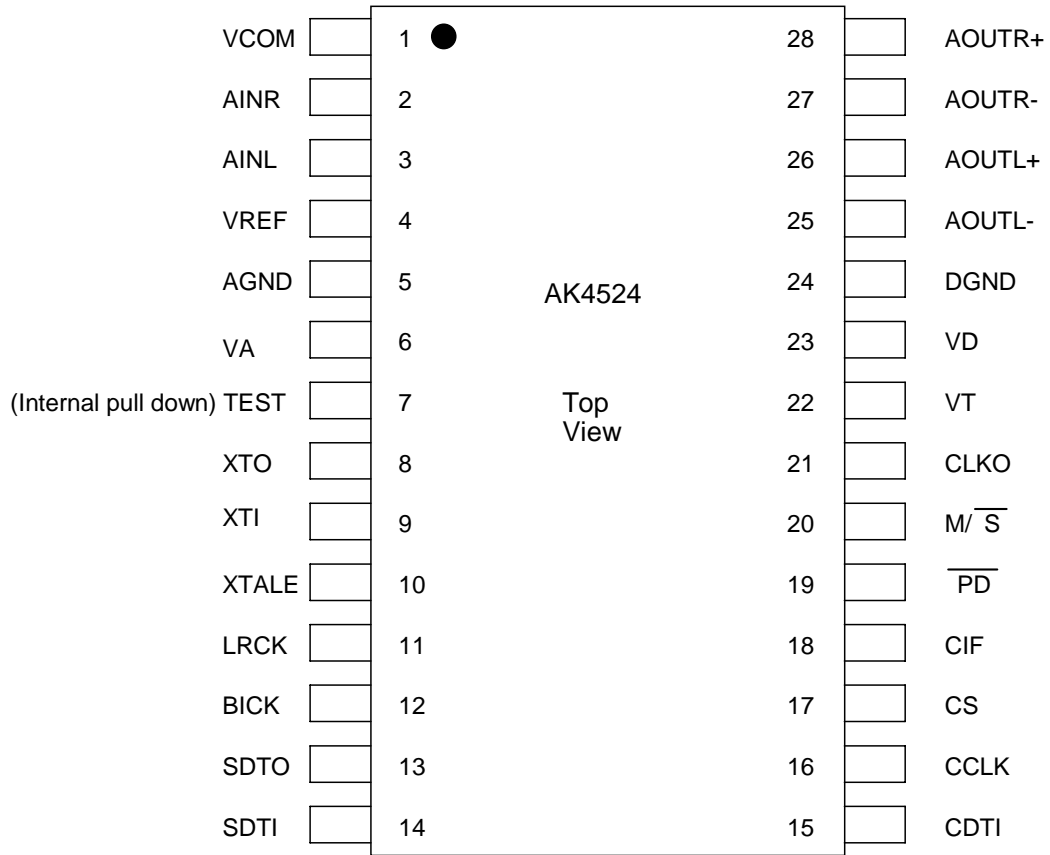 VCOM 1 28 AOUTR+
AINR 2 27 AOUTR-
AINL 3 26 AOUTL+
VREF 4 25 AOUTL-
AGND 5 24 DGND
AK4524
VA 6 23 VD
(Internal pull down) TEST 7 22 VT
Top
View
XTO 8 21 CLKO
XTI 9 20 M/ S̅
XTALE 10 19 P̅D̅
LRCK 11 18 CIF
BICK 12 17 CS
SDTO 13 16 CCLK
SDTI 14 15 CDTI